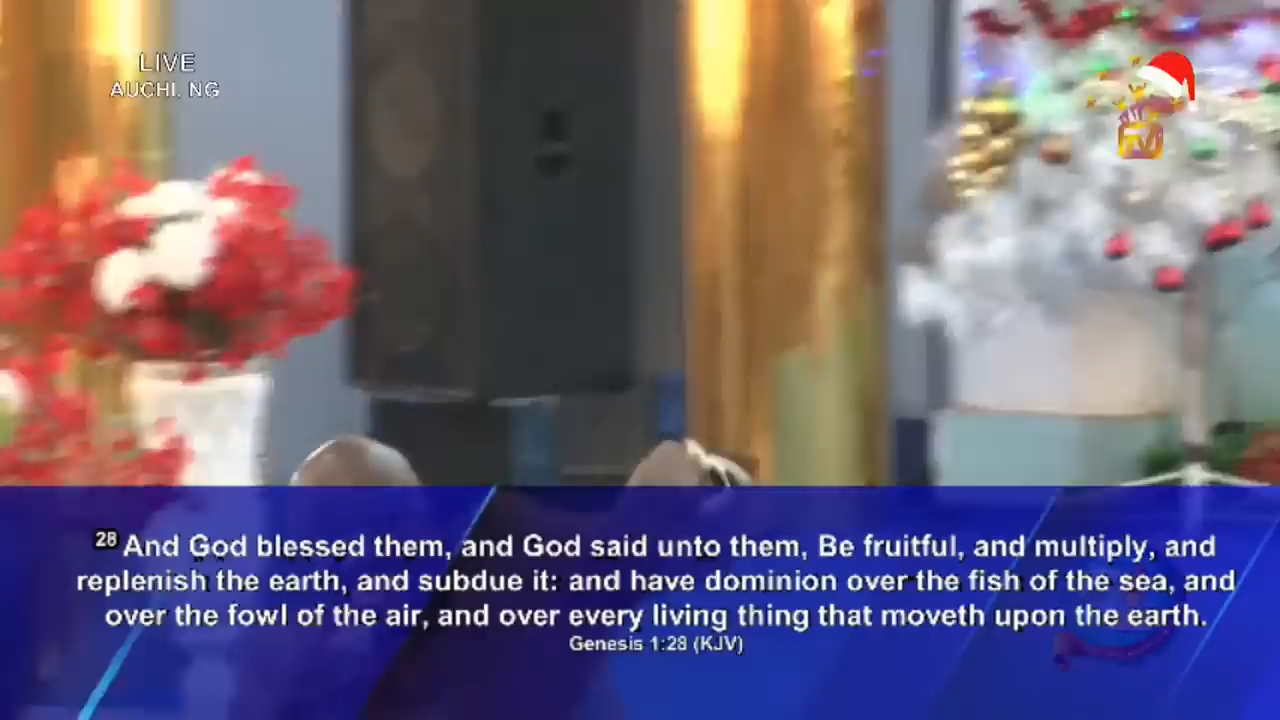 LIVE
AUCHI, NG
TV
28 And God blessed them, and God said unto them, Be fruitful, and multiply, and
replenish the earth, and subdue it: and have dominion over the fish of the sea, and
over the fowl of the air, and over every living thing that moveth upon the earth.
Genesis 1:28 (KJV)